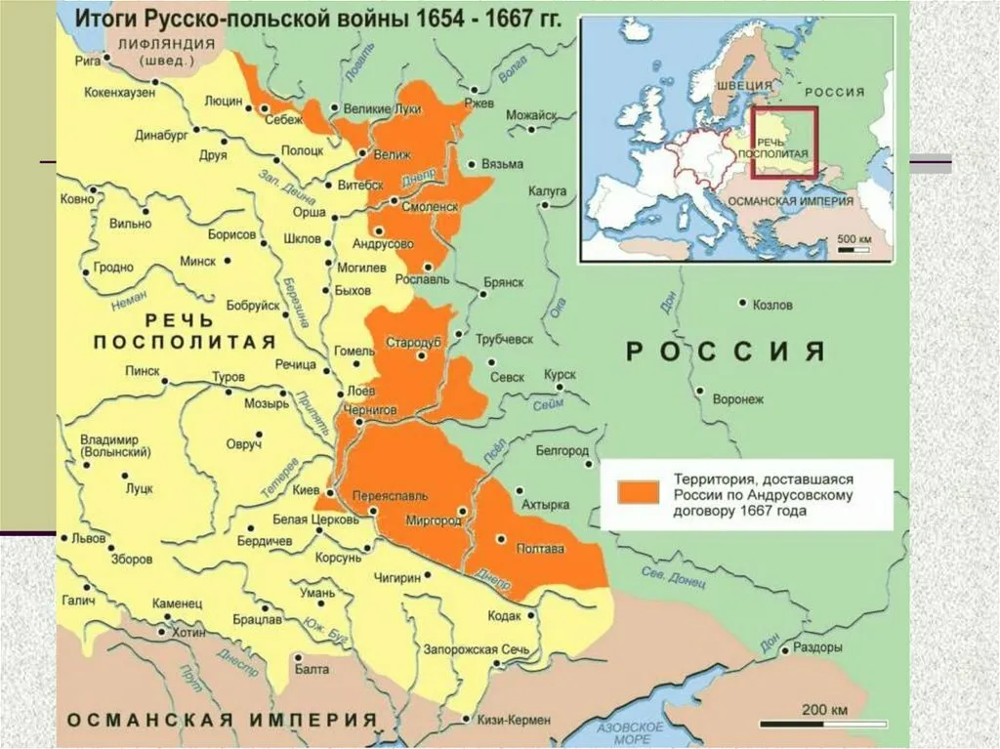 Итоги Русско-польской войны 1654 - 1667 гг.
ЛИФЛЯНДИЯ
(швед.)
Рига
Кокенхаузен
Люцин
Себеж
Ловать
Великие Луки
Волга
Ржев
Можайск
Динабург
Друя
Полоцк
Велиж
Вязьма
Зап. Двина
Витебск
Днепр
Смоленск
Калуга
Ковно
Вильно
Орша
Борисов
Шклов
Андрусово
Минск
Могилев
Рославль
Гродно
Неман
Березина
Быхов
Брянск
Ока
Дон
Козлов
Бобруйск
РЕЧЬ
ПОСПОЛИТАЯ
РОССИЯ
Гомель
Стародуб
Трубчевск
Пинск
Туров
Речица
Севск
Курск
Мозырь
Припять
Лоев
Воронеж
Чернигов
Сейм
Владимир
(Волынский)
Овруч
Луцк
Тетерев
Псёл
Белгород
Киев
Переяславль
Миргород
Ахтырка
Белая Церковь
Бердичев
Львов
Зборов
Корсунь
Полтава
Чигирин
Днепр
Сев. Донец
Галич
Каменец
Умань
Брацлав
Юж. Буг
Кодак
Хотин
Днестр
Прут
Балта
Запорожская Сечь
Дон
Раздоры
ОСМАНСКАЯ ИМПЕРИЯ
Кизи-Кермен
АЗОВСКОЕ
МОРЕ
200 км
ШВЕЦИЯ
РОССИЯ
РЕЧЬ
ПОСПОЛИТАЯ
ОСМАНСКАЯ ИМПЕРИЯ
500 км
Территория, доставшаяся
России по Андрусовскому
договору 1667 года